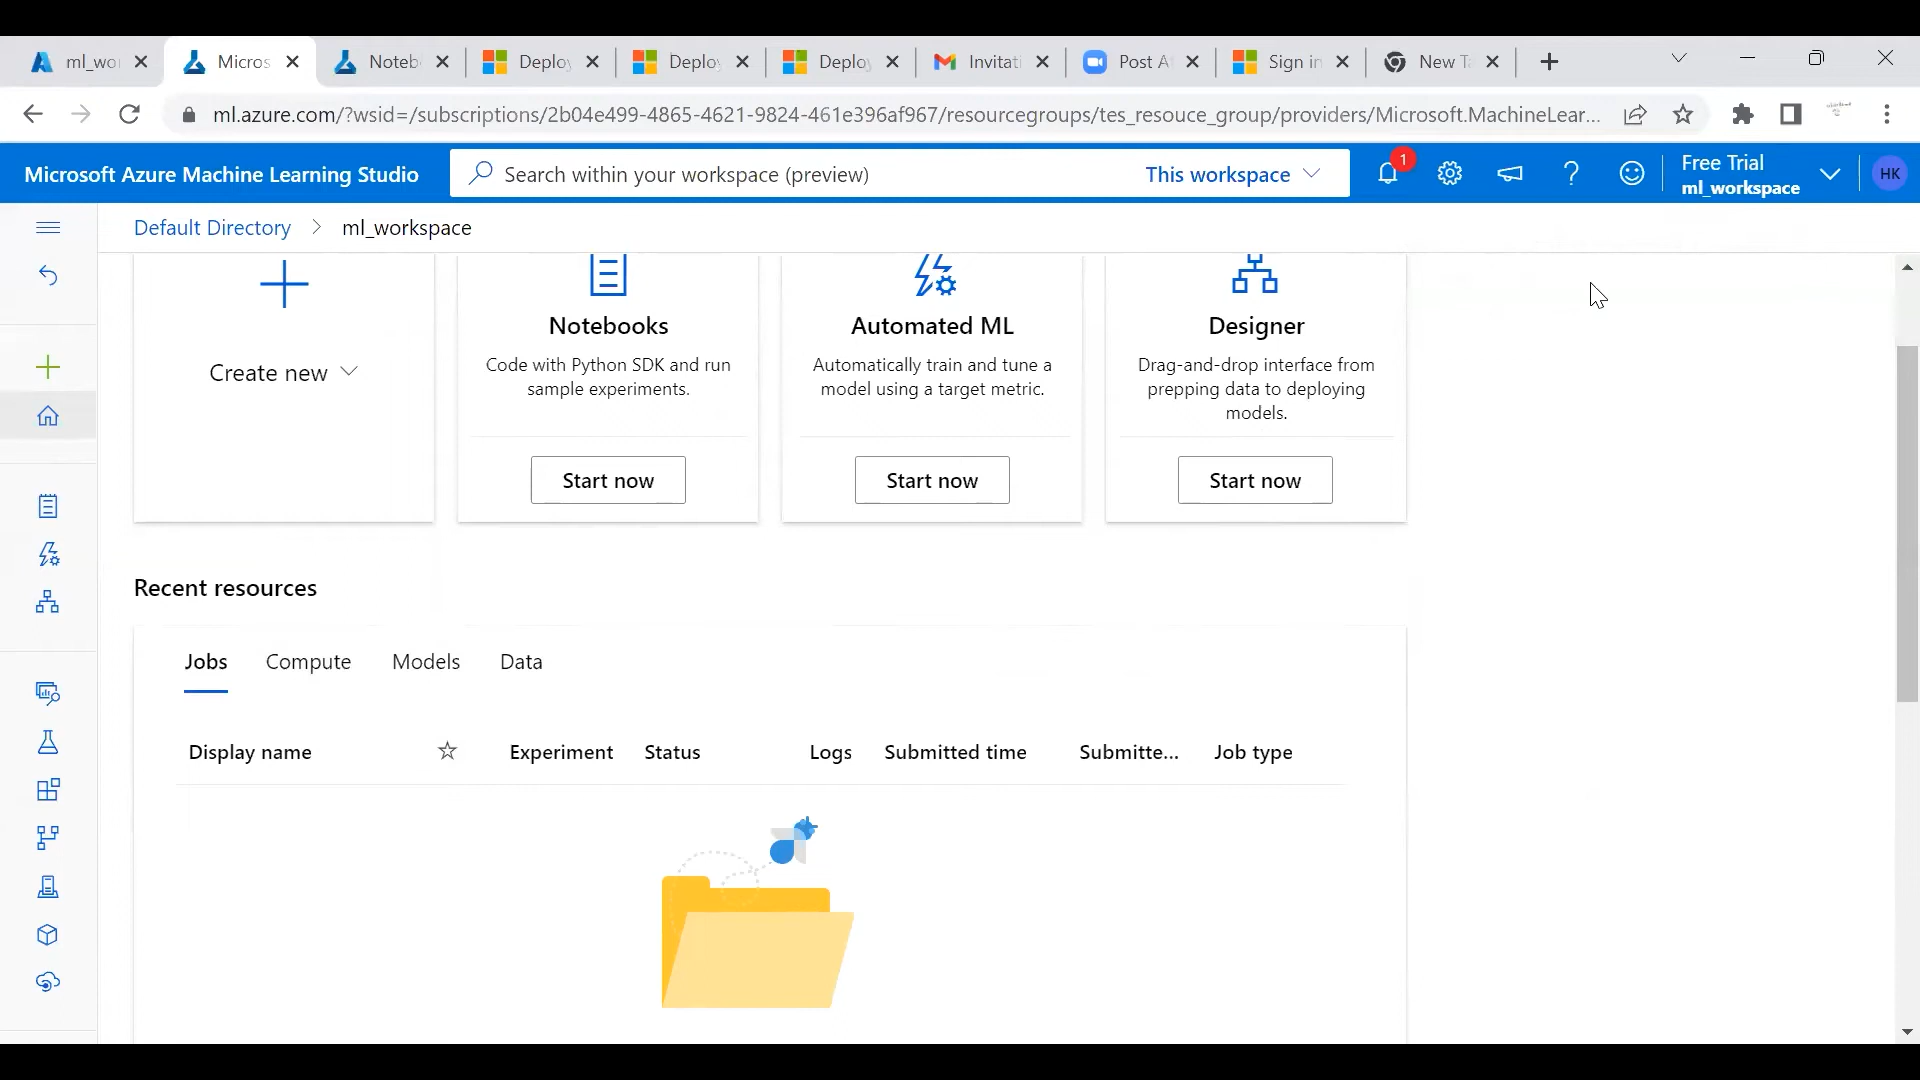 ml_wo
Micros
Noteb
Deploy
Deploy
Deploy
Invitati
Post A
Sign in
New Ta
ml.azure.com/?wsid=/subscriptions/2b04e499-4865-4621-9824-461e396af967/resourcegroups/tes_resouce_group/providers/Microsoft.MachineLear...
Microsoft Azure Machine Learning Studio
Search within your workspace (preview)
This workspace
1
Free Trial
ml_workspace
HK
Default Directory > ml_workspace
Create new
Notebooks
Code with Python SDK and run
sample experiments.
Start now
Automated ML
Automatically train and tune a
model using a target metric.
Start now
Designer
Drag-and-drop interface from
prepping data to deploying
models.
Start now
Recent resources
Jobs Compute Models Data
Display name Experiment Status Logs Submitted time Submitte... Job type